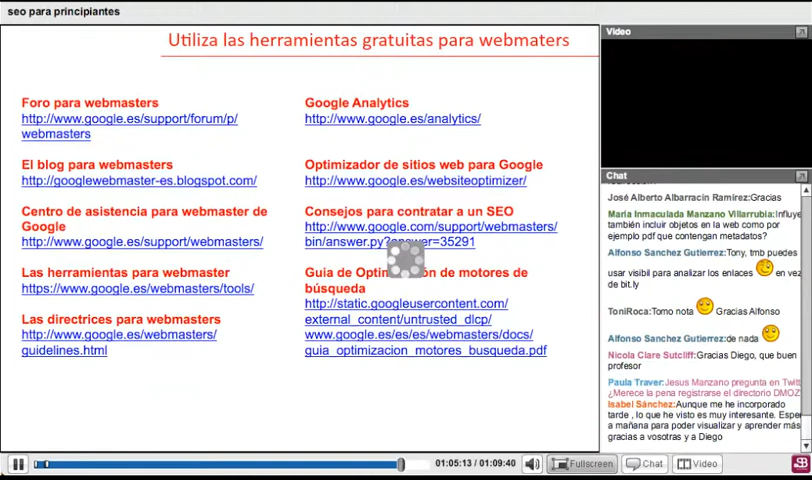 seo para principiantes
Utiliza las herramientas gratuitas para webmaters
Foro para webmasters
http://www.google.es/support/forum/p/
webmasters
El blog para webmasters
http://googlewebmaster-es.blogspot.com/
Centro de asistencia para webmaster de
Google
http://www.google.es/support/webmasters/
Las herramientas para webmaster
https://www.google.es/webmasters/tools/
Las directrices para webmasters
http://www.google.es/webmasters/
guidelines.html
Google Analytics
http://www.google.es/analytics/
Optimizador de sitios web para Google
http://www.google.es/websiteoptimizer/
Consejos para contratar a un SEO
http://www.google.com/support/webmasters/
bin/answer.py?answer=35291
Guia de Optimización de motores de
búsqueda
http://static.googleusercontent.com/
external_content/untrusted_dlcp/
www.google.es/es/es/webmasters/docs/
guia_optimizacion_motores_busqueda.pdf
Video
Chat
José Alberto Albarracin Ramirez:Gracias
Maria Inmaculada Manzano Villarrubia:Influye
también incluir objetos en la web como por
ejemplo pdf que contengan metadatos?
Alfonso Sanchez Gutierrez:Tony, tmb puedes
usar visibil para analizar los enlaces en vez
de bit.ly
ToniRoca:Tomo nota Gracias Alfonso
Alfonso Sanchez Gutierrez:de nada
Nicola Clare Sutcliff:Gracias Diego, que buen
profesor
Paula Traver:Jesus Manzano pregunta en Twitt
¿Merece la pena registrarse el directorio DMOZ
Isabel Sánchez:Aunque me he incorporado
tarde , lo que he visto es muy interesante. Esper
a mañana para poder visualizar y aprender más
gracias a vosotras y a Diego
01:05:13 / 01:09:40
Fullscreen
Chat
Video